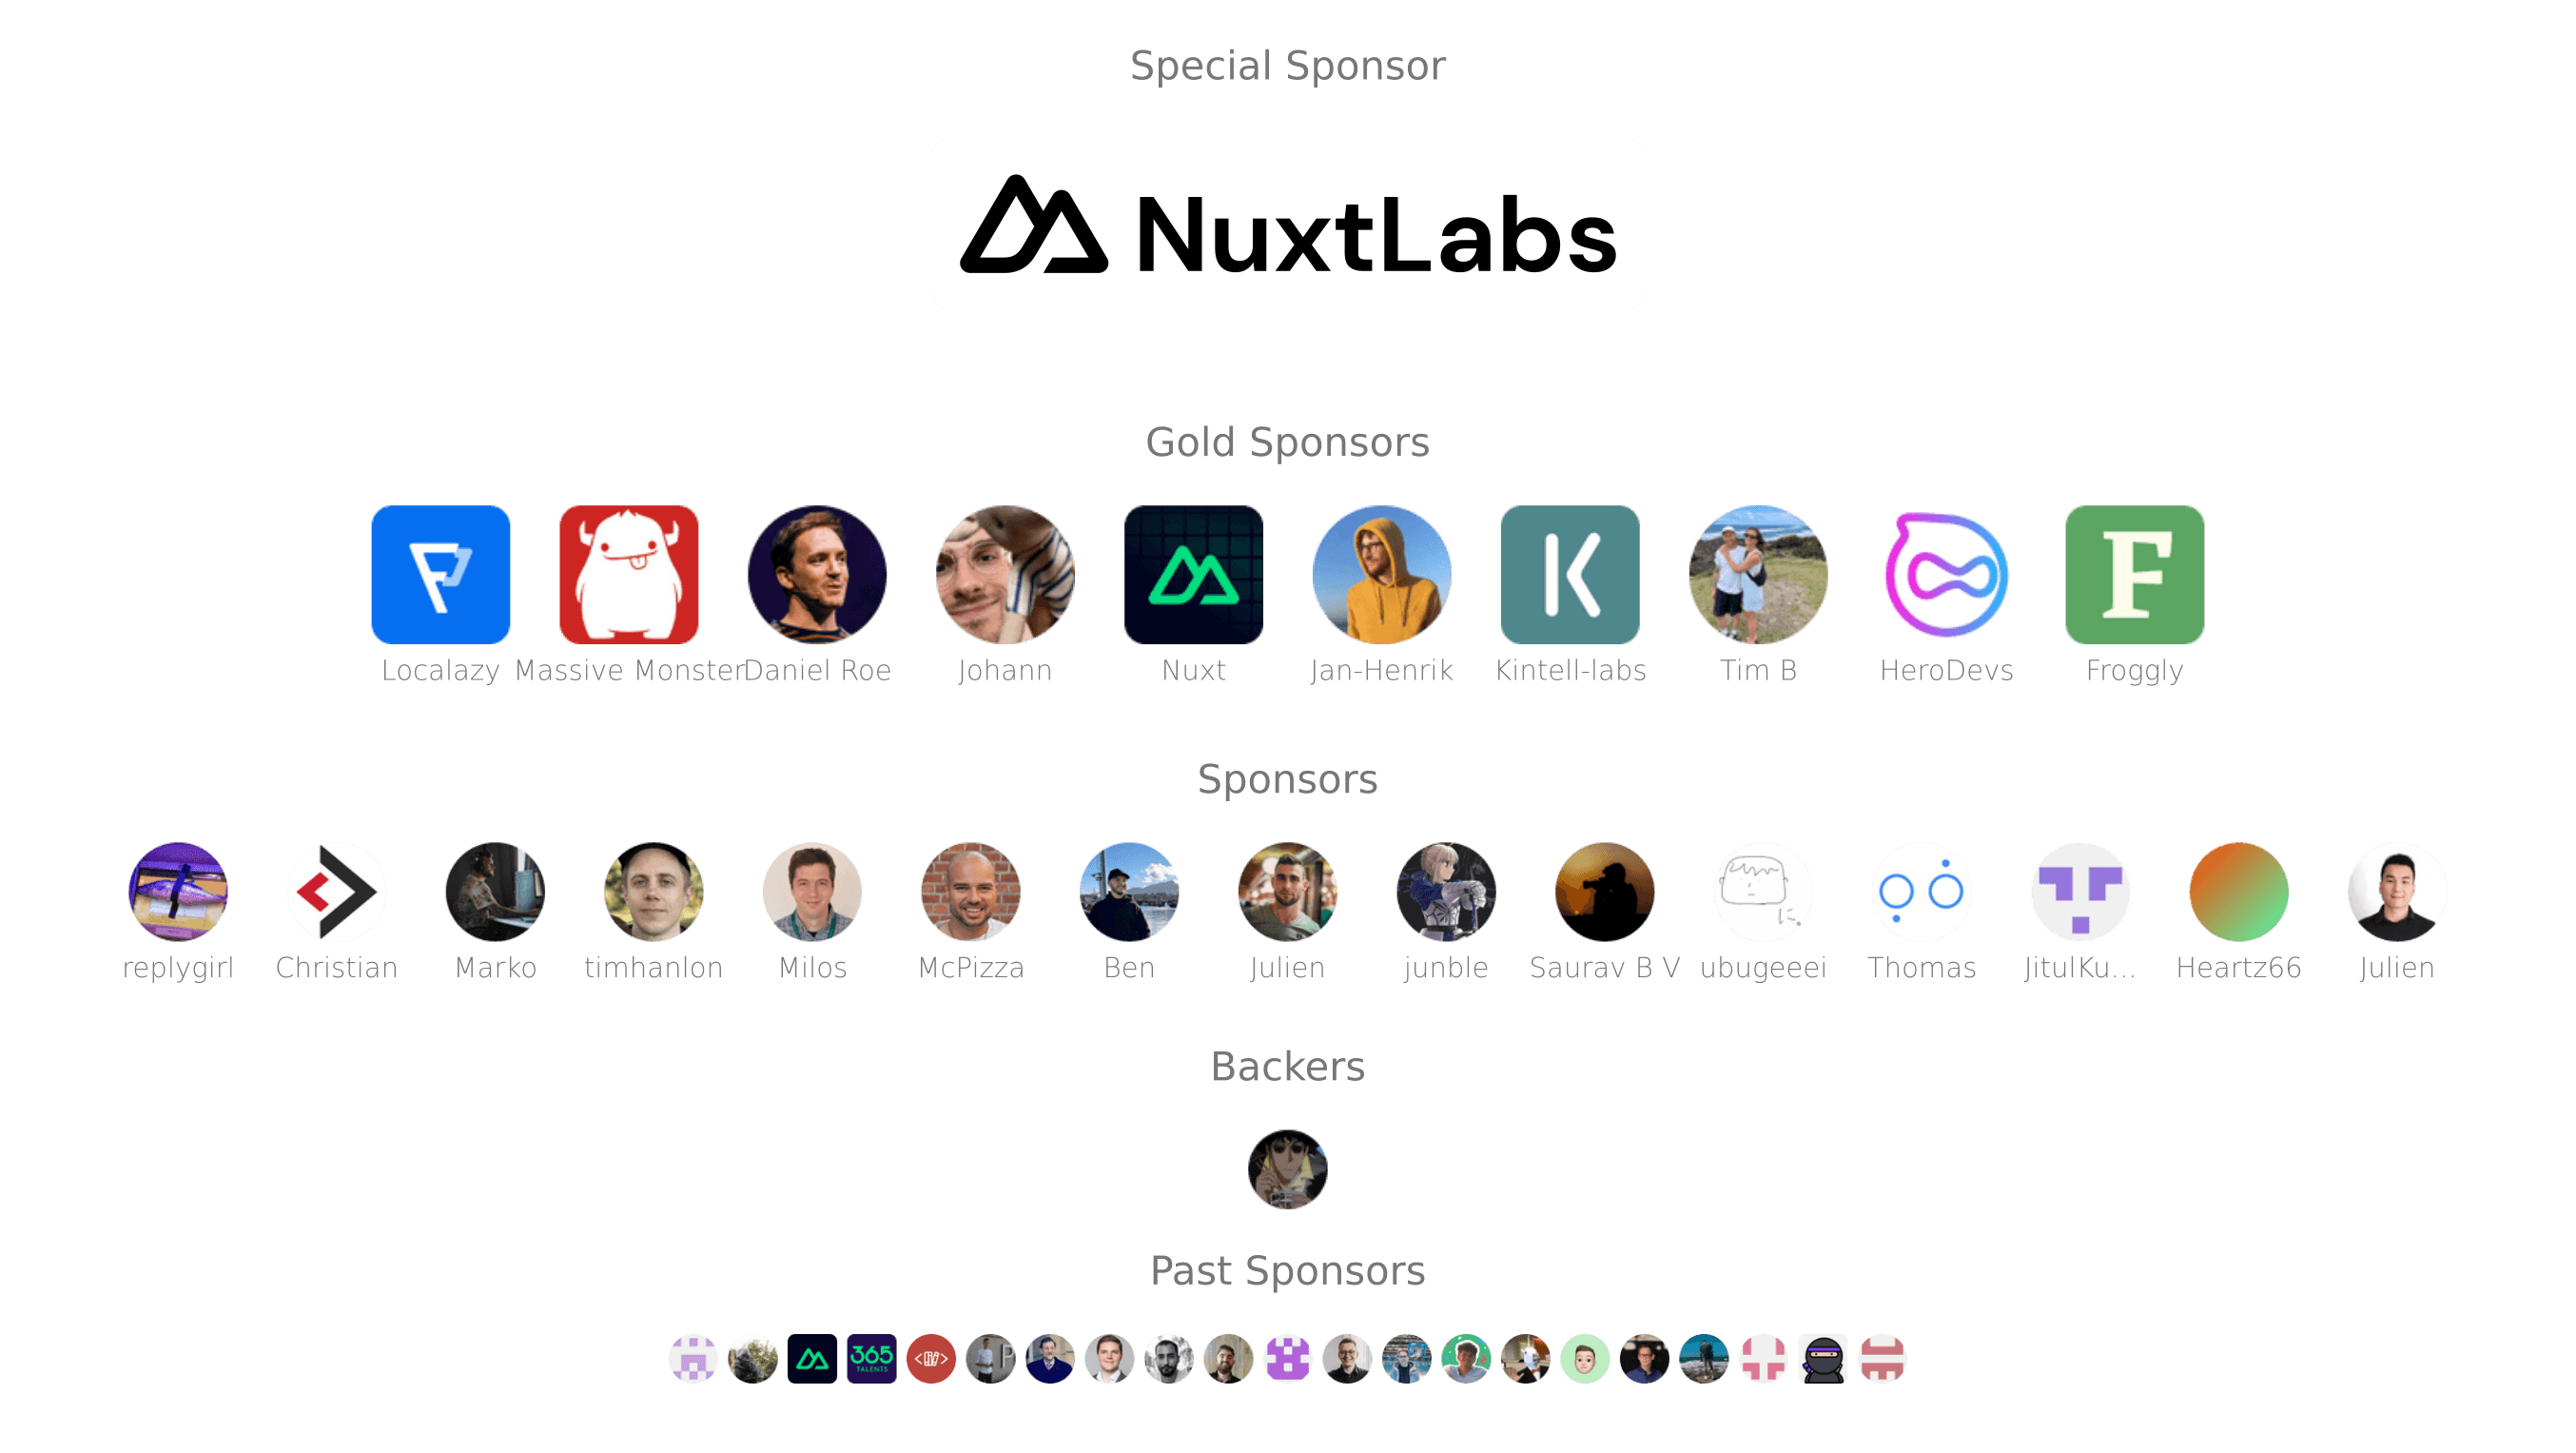 Special Sponsor
NuxtLabs
Gold Sponsors
F
Localazy Massive Monster Daniel Roe Johann Nuxt Jan-Henrik Kintell-labs Tim B HeroDevs Froggly
Sponsors
replygirl Christian Marko timhanlon Milos McPizza Ben Julien junble Saurav B V ubugeeei Thomas JitulKu... Heartz66 Julien
Backers
Past Sponsors
365
TALENTS